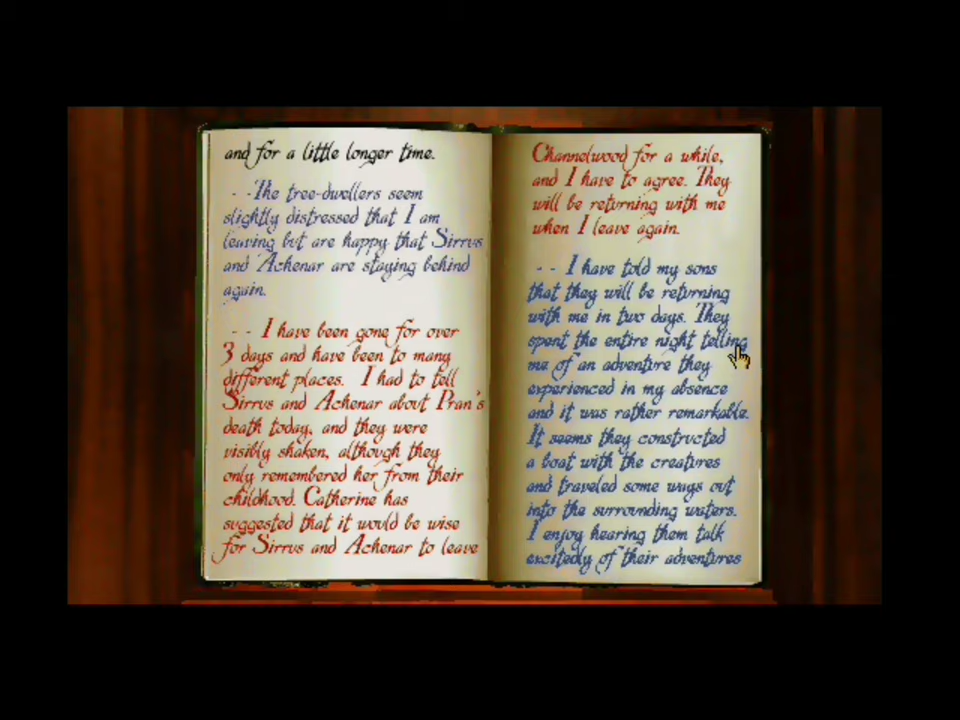 and for a little longer time.
- -The tree-dwellers seem
slightly distressed that I am
leaving but are happy that Sirrus
and Achenar are staying behind
again.
- - I have been gone for over
3 days and have been to many
different places. I had to tell
Sirrus and Achenar about Pran's
death today, and they were
visibly shaken, although they
only remembered her from their
childhood. Catherine has
suggested that it would be wise
for Sirrus and Achenar to leave
Channelwood for a while,
and I have to agree. They
will be returning with me
when I leave again.
- - I have told my sons
that they will be returning
with me in two days. They
spent the entire night telling
me of an adventure they
experienced in my absence
and it was rather remarkable.
It seems they constructed
a boat with the creatures
and traveled some ways out
into the surrounding waters.
I enjoy hearing them talk
excitedly of their adventures